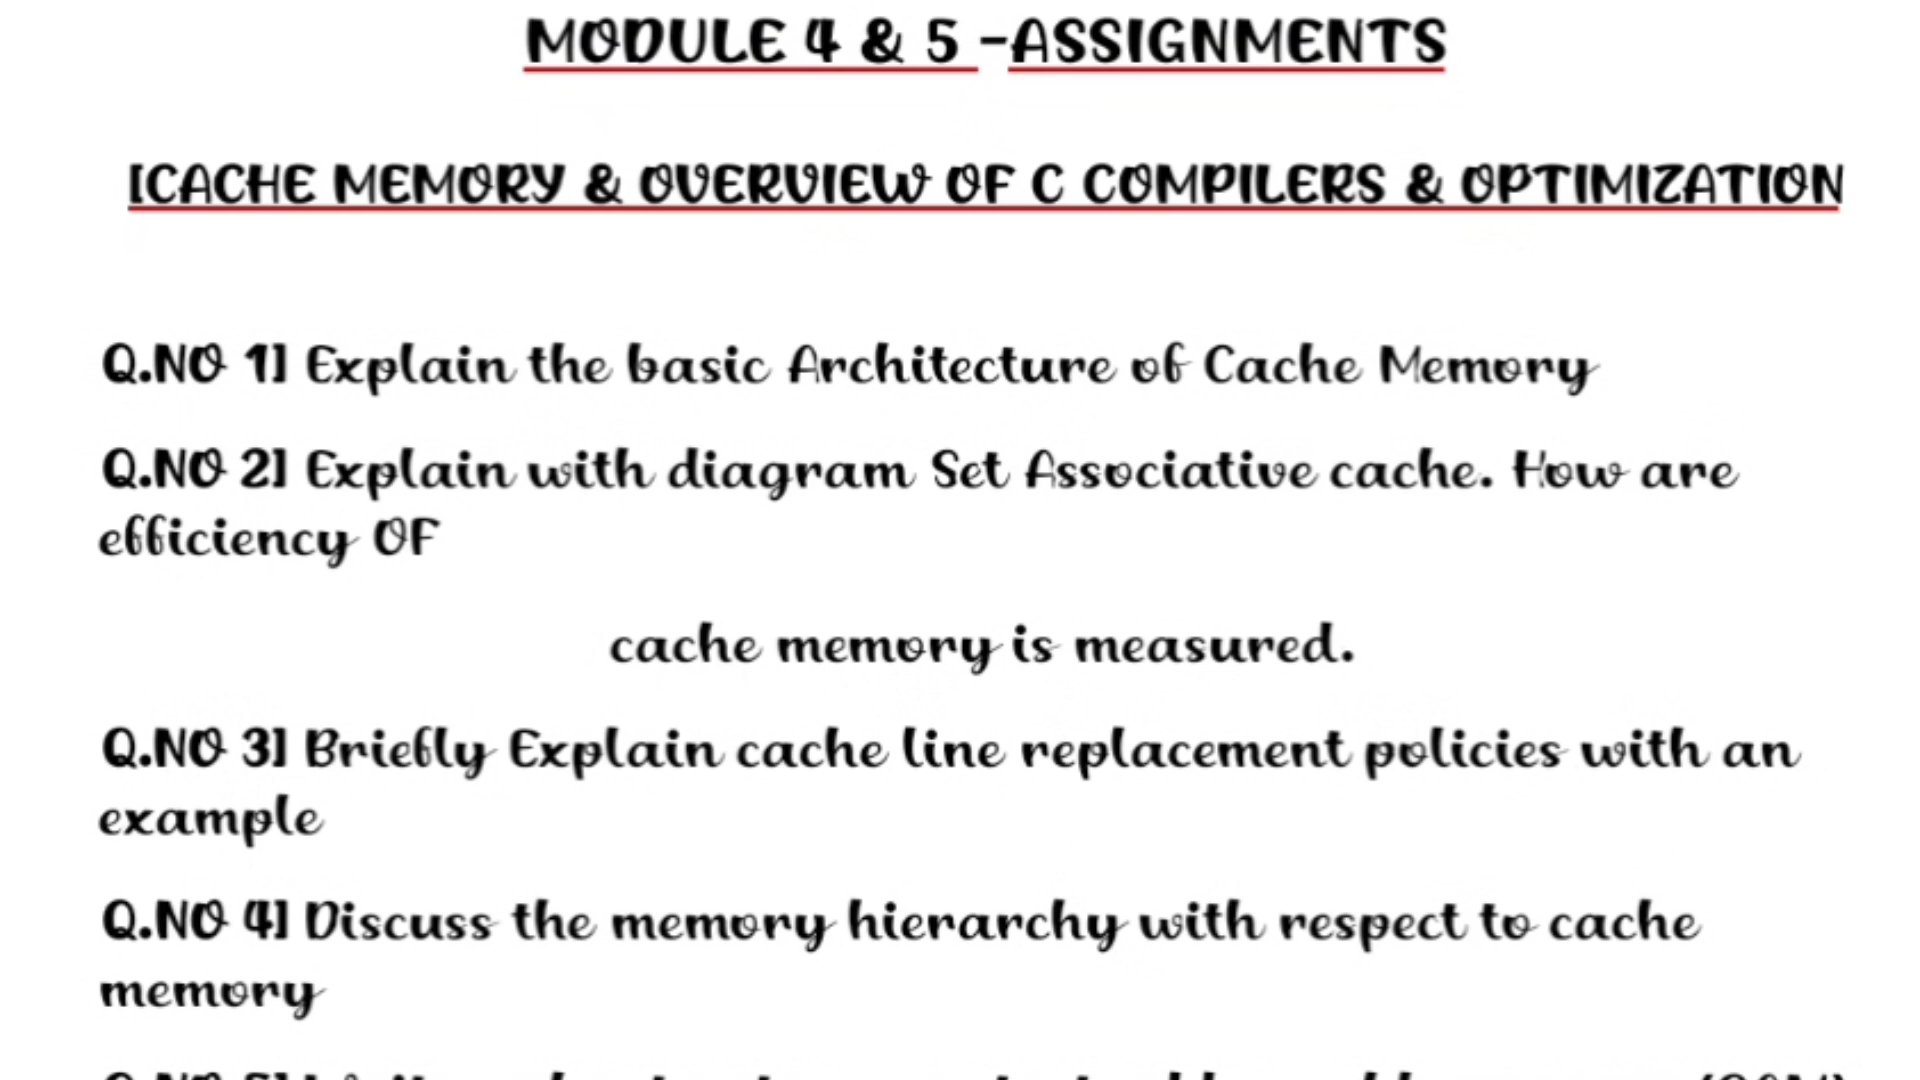 MODULE 4 & 5 -ASSIGNMENTS
[CACHE MEMORY & OVERVIEW OF C COMPILERS & OPTIMIZATION
Q.NO 1] Explain the basic Architecture of Cache Memory
Q.NO 2] Explain with diagram Set Associative cache. How are
efficiency OF
cache memory is measured.
Q.NO 3] Briefly Explain cache line replacement policies with an
example
Q.NO 4] Discuss the memory hierarchy with respect to cache
memory